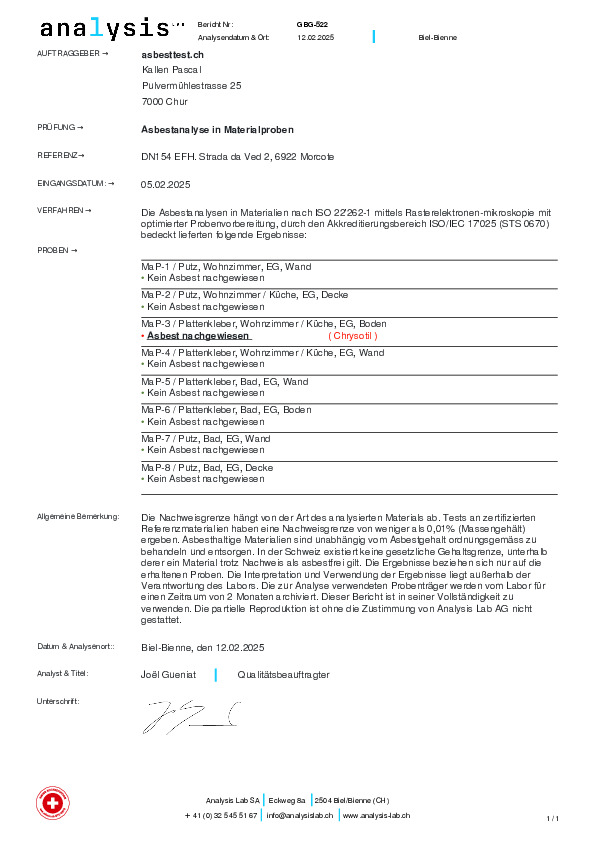 analysis
Bericht Nr: GBG-522
Analysendatum & Ort: 12.02.2025 Biel-Bienne
AUFTRAGGEBER → asbesttest.ch
Kallen Pascal
Pulvermühlestrasse 25
7000 Chur
PRÜFUNG → Asbestanalyse in Materialproben
REFERENZ→ DN154 EFH. Strada da Ved 2, 6922 Morcote
EINGANGSDATUM: → 05.02.2025
VERFAHREN → Die Asbestanalysen in Materialien nach ISO 22'262-1 mittels Rasterelektronen-mikroskopie mit
optimierter Probenvorbereitung, durch den Akkreditierungsbereich ISO/IEC 17025 (STS 0670)
bedeckt lieferten folgende Ergebnisse:
PROBEN →
MaP-1 / Putz, Wohnzimmer, EG, Wand
• Kein Asbest nachgewiesen
MaP-2 / Putz, Wohnzimmer / Küche, EG, Decke
• Kein Asbest nachgewiesen
MaP-3 / Plattenkleber, Wohnzimmer / Küche, EG, Boden
• Asbest nachgewiesen ( Chrysotil )
MaP-4 / Plattenkleber, Wohnzimmer / Küche, EG, Wand
• Kein Asbest nachgewiesen
MaP-5 / Plattenkleber, Bad, EG, Wand
• Kein Asbest nachgewiesen
MaP-6 / Plattenkleber, Bad, EG, Boden
• Kein Asbest nachgewiesen
MaP-7 / Putz, Bad, EG, Wand
• Kein Asbest nachgewiesen
MaP-8 / Putz, Bad, EG, Decke
• Kein Asbest nachgewiesen
Allgemeine Bemerkung: Die Nachweisgrenze hängt von der Art des analysierten Materials ab. Tests an zertifizierten
Referenzmaterialien haben eine Nachweisgrenze von weniger als 0,01% (Massengehält)
ergeben. Asbesthaltige Materialien sind unabhängig vom Asbestgehalt ordnungsgemäss zu
behandeln und entsorgen. In der Schweiz existiert keine gesetzliche Gehaltsgrenze, unterhalb
derer ein Material trotz Nachweis als asbestfrei gilt. Die Ergebnisse beziehen sich nur auf die
erhaltenen Proben. Die Interpretation und Verwendung der Ergebnisse liegt außerhalb der
Verantwortung des Labors. Die zur Analyse verwendeten Probenträger werden vom Labor für
einen Zeitraum von 2 Monaten archiviert. Dieser Bericht ist in seiner Vollständigkeit zu
verwenden. Die partielle Reproduktion ist ohne die Zustimmung von Analysis Lab AG nicht
gestattet.
Datum & Analysenort:: Biel-Bienne, den 12.02.2025
Analyst & Titel: Joël Gueniat Qualitätsbeauftragter
Unterschrift:
Analysis Lab SA Eckweg 8a 2504 Biel/Bienne (CH)
+ 41 (0) 32 545 51 67 info@analysislab.ch www.analysis-lab.ch
1 / 1